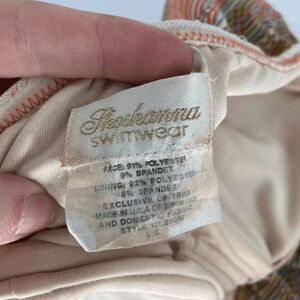 Shoshanna
swimwear
FACE: 91% POLYESTER
9% SPANDEX
LINING: 92% POLYESTER
8% SPANDEX
EXCLUSIVE OF TRIM
MADE IN U.S.A OF IMPORTED
AND DOMESTIC FABRIC
STYLE
L/C